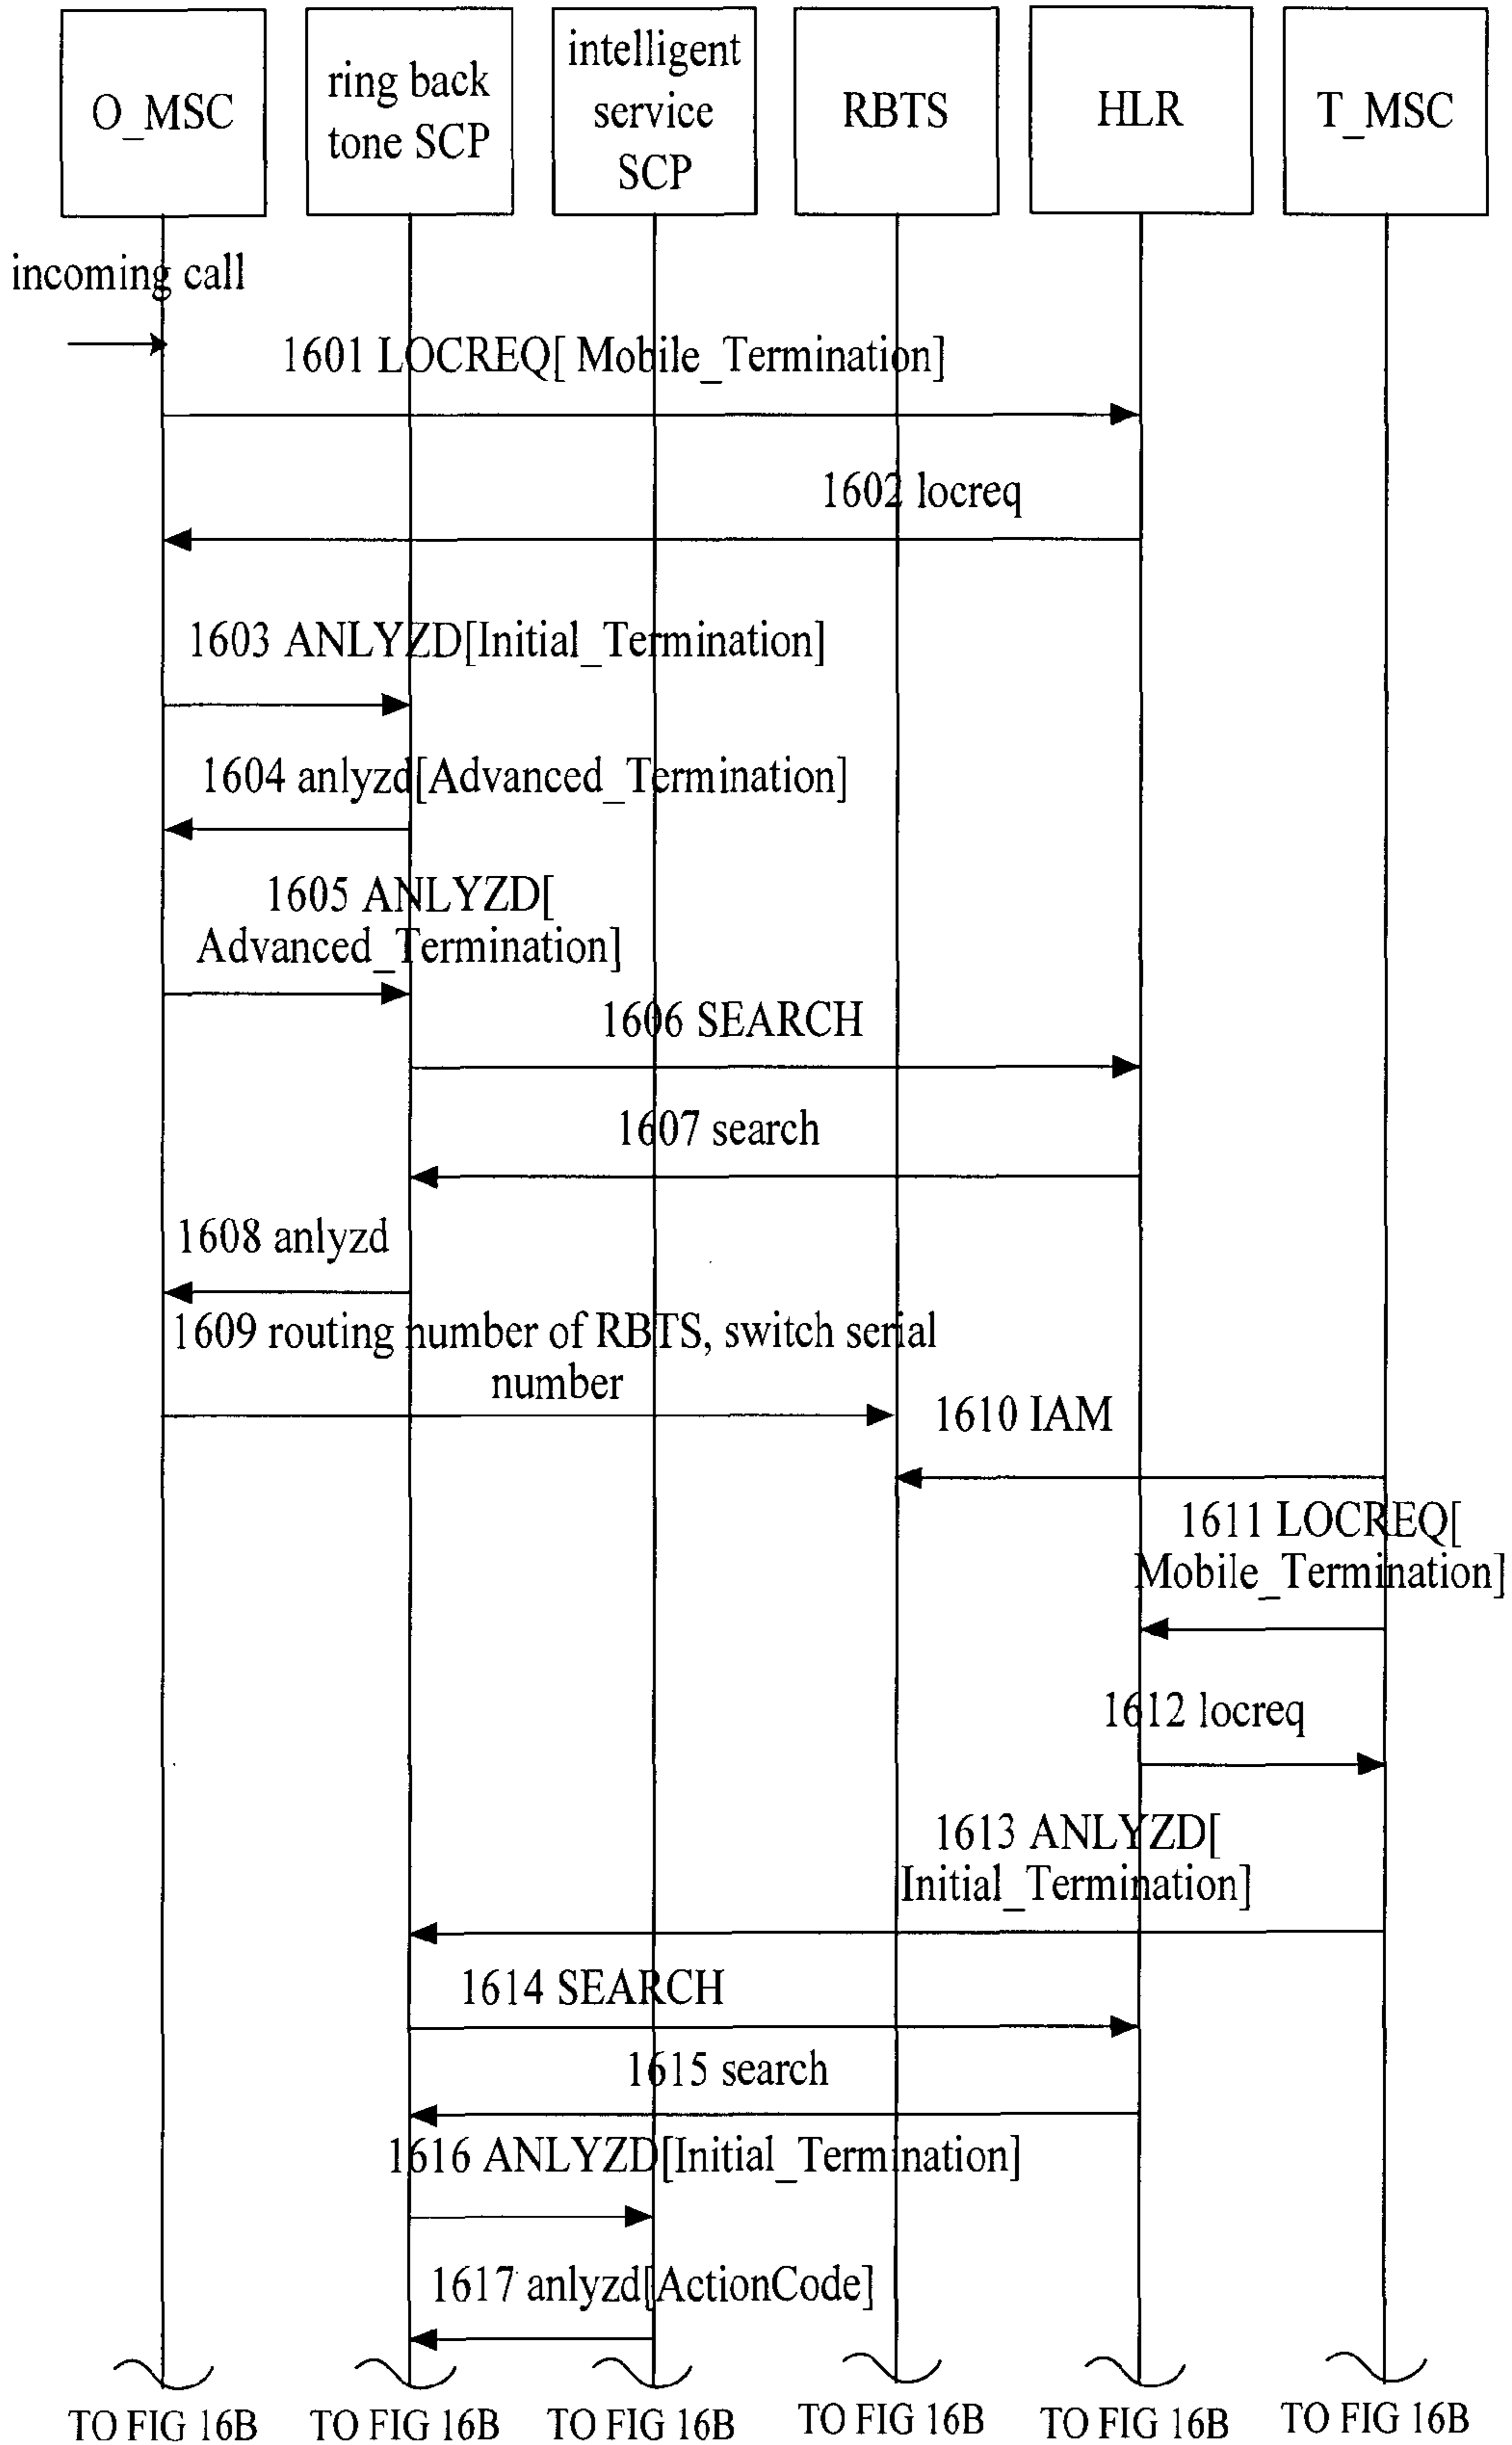 O_MSC
ring back
tone SCP
intelligent
service
SCP
RBTS
HLR
T_MSC
incoming call
1601 LOCREQ[ Mobile_Termination]
1602 locreq
1603 ANLYZD[Initial_Termination]
1604 anlyzd[Advanced_Termination]
1605 ANLYZD[
Advanced_Termination]
1606 SEARCH
1607 search
1608 anlyzd
1609 routing number of RBTS, switch serial
number
1610 IAM
1611 LOCREQ[
Mobile_Termination]
1612 locreq
1613 ANLYZD[
Initial_Termination]
1614 SEARCH
1615 search
1616 ANLYZD[Initial_Termination]
1617 anlyzd[ActionCode]
TO FIG 16B
TO FIG 16B
TO FIG 16B
TO FIG 16B
TO FIG 16B
TO FIG 16B